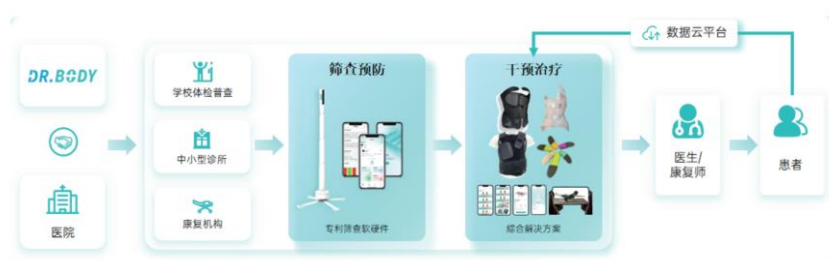 DR.BODY
医院
学校体检普查
中小型诊所
康复机构
筛查预防
专利筛查软硬件
干预治疗
綜合解决方案
数据云平台
医生/
康复师
患者